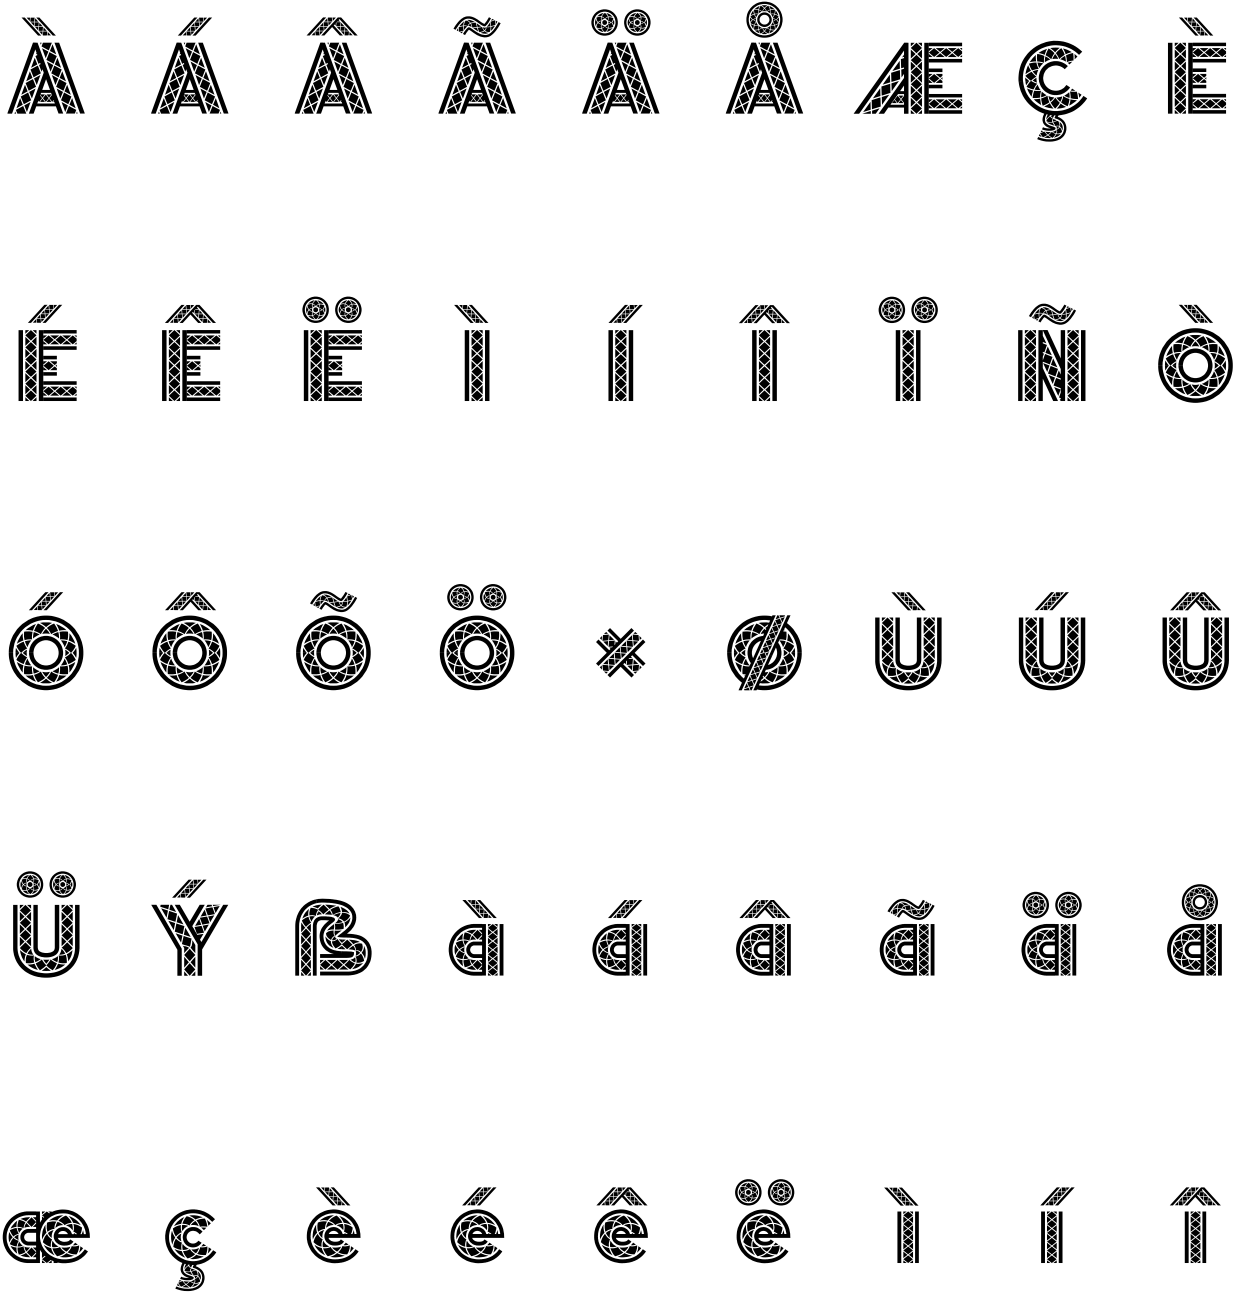 À Á Â Ã Ä Å Æ Ç È
É Ê Ë Ì Í Î Ï Ñ Ò
Ó Ô Õ Ö × Ø Ù Ú Û
Ü Ý ß à á â ã ä å
æ ç è é ê ë ì í î